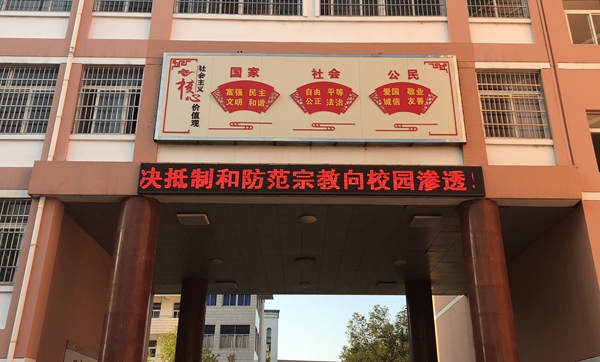 社会主义
核心
价值观
国家
富强 民主
文明 和谐
社会
自由 平等
公正 法治
公民
爱国 敬业
诚信 友善
决抵制和防范宗教向校园渗透！